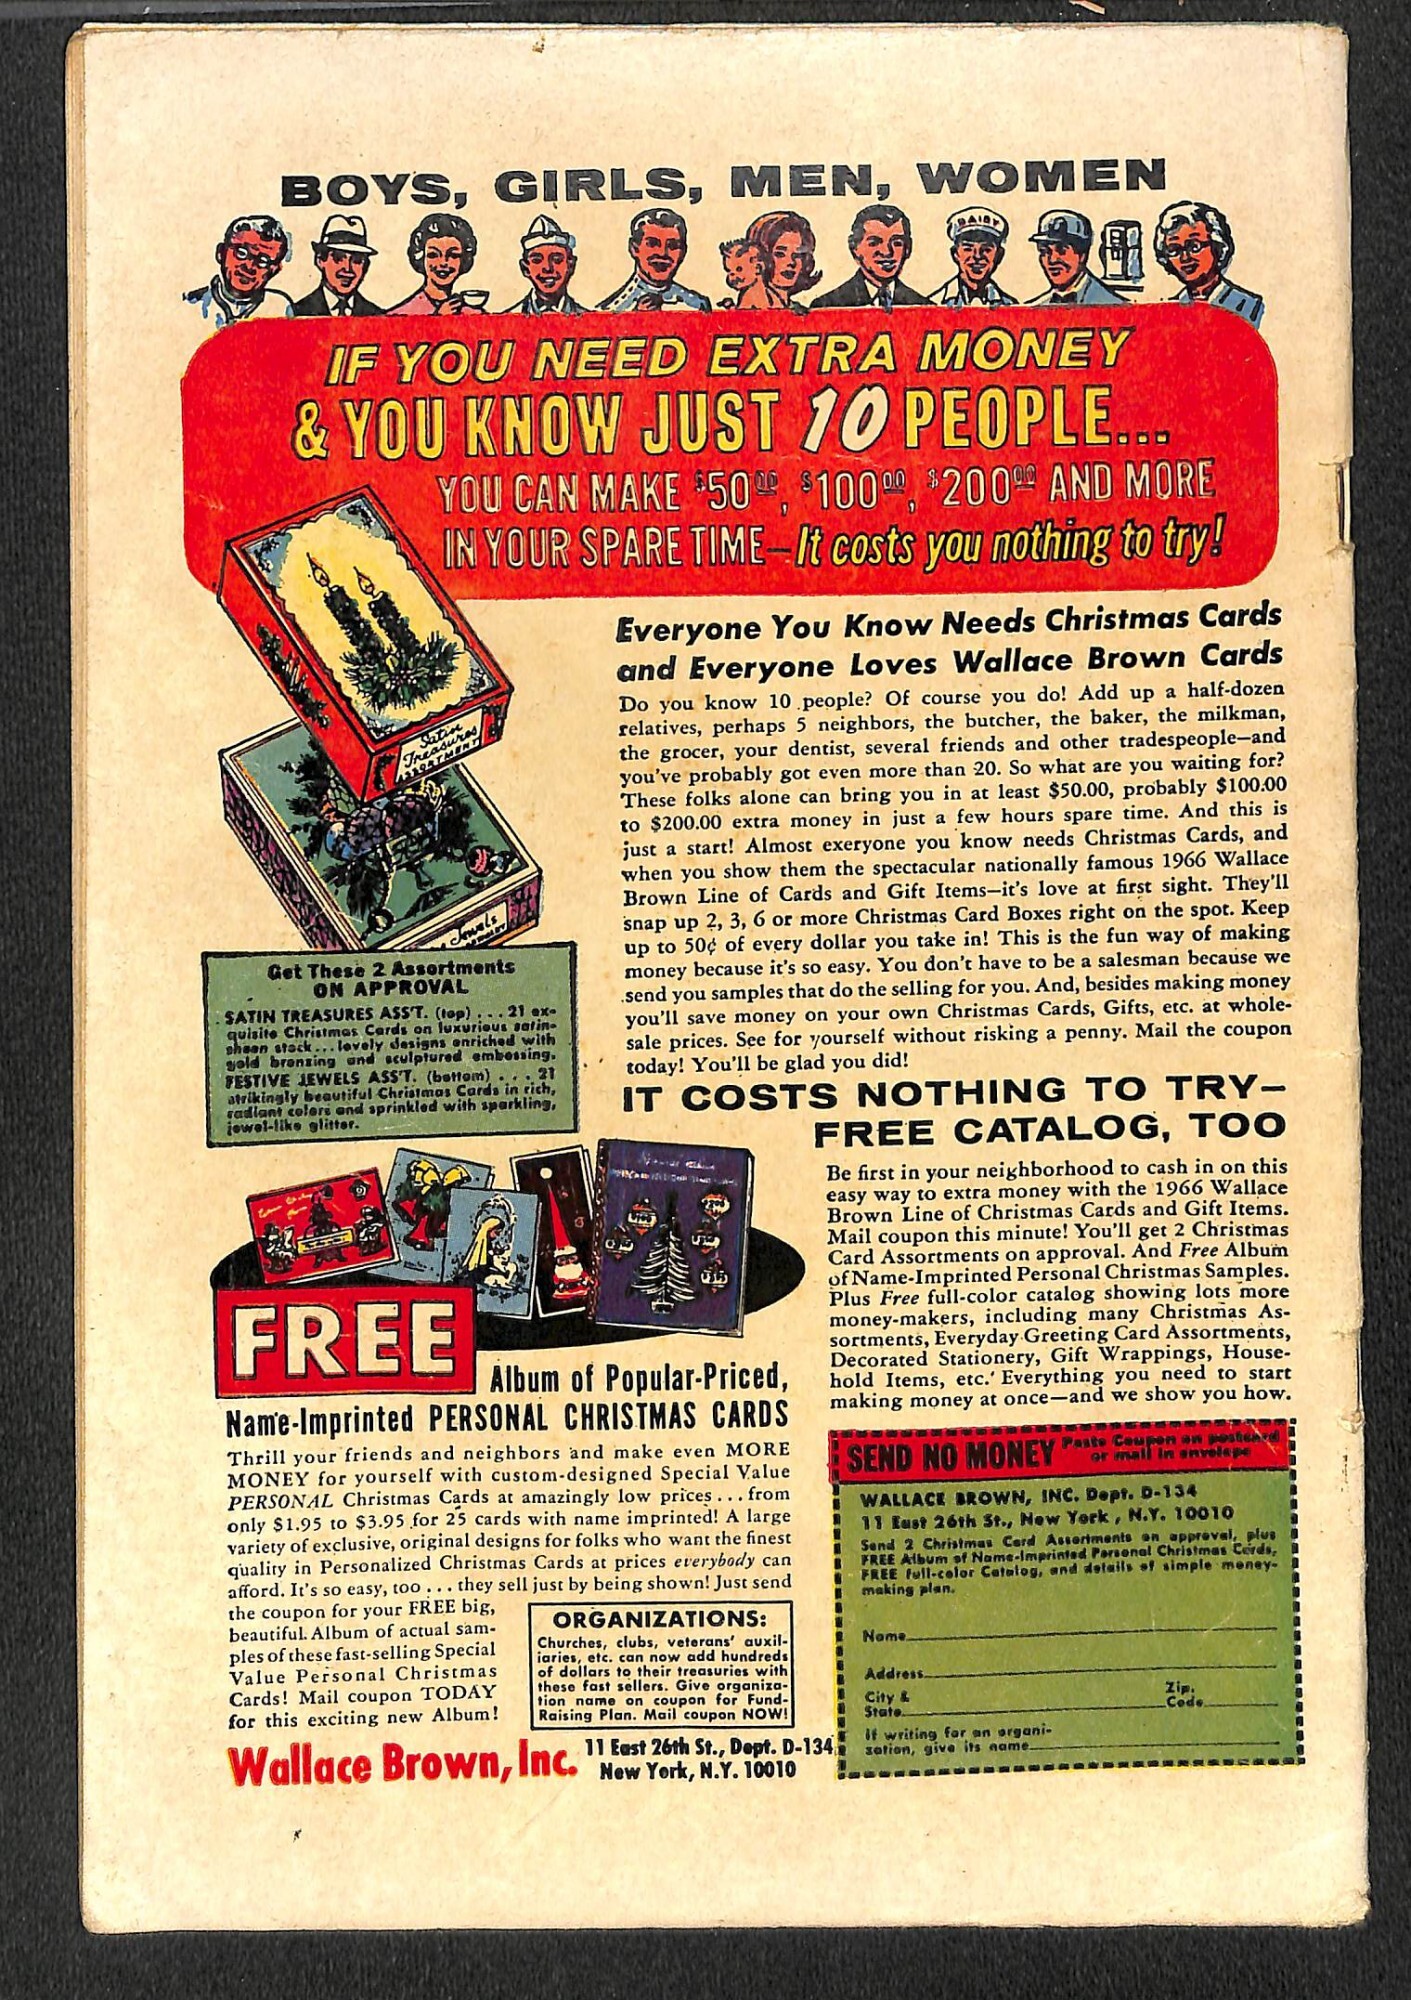 BOYS, GIRLS, MEN, WOMEN
DAIRY
IF YOU NEED EXTRA MONEY
& YOU KNOW JUST 10 PEOPLE...
YOU CAN MAKE $50.00, $100.00, $200.00 AND MORE
IN YOUR SPARE TIME—It costs you nothing to try!
Satin
Treasures
ASSORTMENT
Jewels
Get These 2 Assortments
ON APPROVAL
SATIN TREASURES ASS'T. (top) . . . 21 ex-
quisite Christmas Cards on luxurious satin-
sheen stock...lovely designs enriched with
gold bronzing and sculptured embossing.
FESTIVE JEWELS ASS'T. (bottom) . . . 21
strikingly beautiful Christmas Cards in rich,
radiant colors and sprinkled with sparkling,
jewel-like glitter.
Everyone You Know Needs Christmas Cards
and Everyone Loves Wallace Brown Cards
Do you know 10 people? Of course you do! Add up a half-dozen
relatives, perhaps 5 neighbors, the butcher, the baker, the milkman,
the grocer, your dentist, several friends and other tradespeople—and
you've probably got even more than 20. So what are you waiting for?
These folks alone can bring you in at least $50.00, probably $100.00
to $200.00 extra money in just a few hours spare time. And this is
just a start! Almost exeryone you know needs Christmas Cards, and
when you show them the spectacular nationally famous 1966 Wallace
Brown Line of Cards and Gift Items—it's love at first sight. They'll
snap up 2, 3, 6 or more Christmas Card Boxes right on the spot. Keep
up to 50¢ of every dollar you take in! This is the fun way of making
money because it's so easy. You don't have to be a salesman because we
send you samples that do the selling for you. And, besides making money
you'll save money on your own Christmas Cards, Gifts, etc. at whole-
sale prices. See for yourself without risking a penny. Mail the coupon
today! You'll be glad you did!
IT COSTS NOTHING TO TRY—
FREE CATALOG, TOO
Be first in your neighborhood to cash in on this
easy way to extra money with the 1966 Wallace
Brown Line of Christmas Cards and Gift Items.
Mail coupon this minute! You'll get 2 Christmas
Card Assortments on approval. And Free Album
of Name-Imprinted Personal Christmas Samples.
Plus Free full-color catalog showing lots more
money-makers, including many Christmas As-
sortments, Everyday Greeting Card Assortments,
Decorated Stationery, Gift Wrappings, House-
hold Items, etc. Everything you need to start
making money at once—and we show you how.
FREE
Album of Popular-Priced,
Name-Imprinted PERSONAL CHRISTMAS CARDS
Thrill your friends and neighbors and make even MORE
MONEY for yourself with custom-designed Special Value
PERSONAL Christmas Cards at amazingly low prices . . . from
only $1.95 to $3.95 for 25 cards with name imprinted! A large
variety of exclusive, original designs for folks who want the finest
quality in Personalized Christmas Cards at prices everybody can
afford. It's so easy, too . . . they sell just by being shown! Just send
the coupon for your FREE big,
beautiful Album of actual sam-
ples of these fast-selling Special
Value Personal Christmas
Cards! Mail coupon TODAY
for this exciting new Album!
ORGANIZATIONS:
Churches, clubs, veterans' auxil-
iaries, etc. can now add hundreds
of dollars to their treasuries with
these fast sellers. Give organiza-
tion name on coupon for Fund-
Raising Plan. Mail coupon NOW!
Wallace Brown, Inc.
11 East 26th St., Dept. D-134
New York, N.Y. 10010
SEND NO MONEY Paste Coupon on postcard
or mail in envelope
WALLACE BROWN, INC. Dept. D-134
11 East 26th St., New York, N.Y. 10010
Send 2 Christmas Card Assortments on approval, plus
FREE Album of Name-Imprinted Personal Christmas Cards,
FREE full-color Catalog, and details of simple money-
making plan.
Name
Address
City &
State
Zip.
Code
If writing for an organi-
zation, give its name